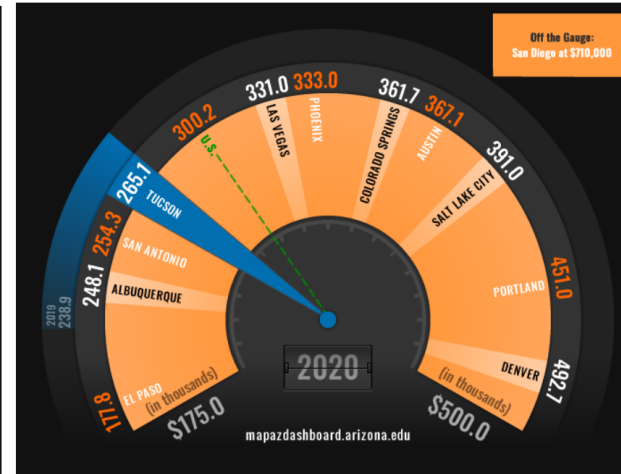 Off the Gauge:
San Diego at $710,000
177.8
EL PASO
248.1
ALBUQUERQUE
254.3
SAN ANTONIO
265.1
TUCSON
300.2
U.S.
331.0
LAS VEGAS
333.0
PHOENIX
361.7
COLORADO SPRINGS
367.1
AUSTIN
391.0
SALT LAKE CITY
451.0
PORTLAND
492.7
DENVER
2019
238.9
(in thousands)
$175.0
2020
(in thousands)
$500.0
mapazdashboard.arizona.edu